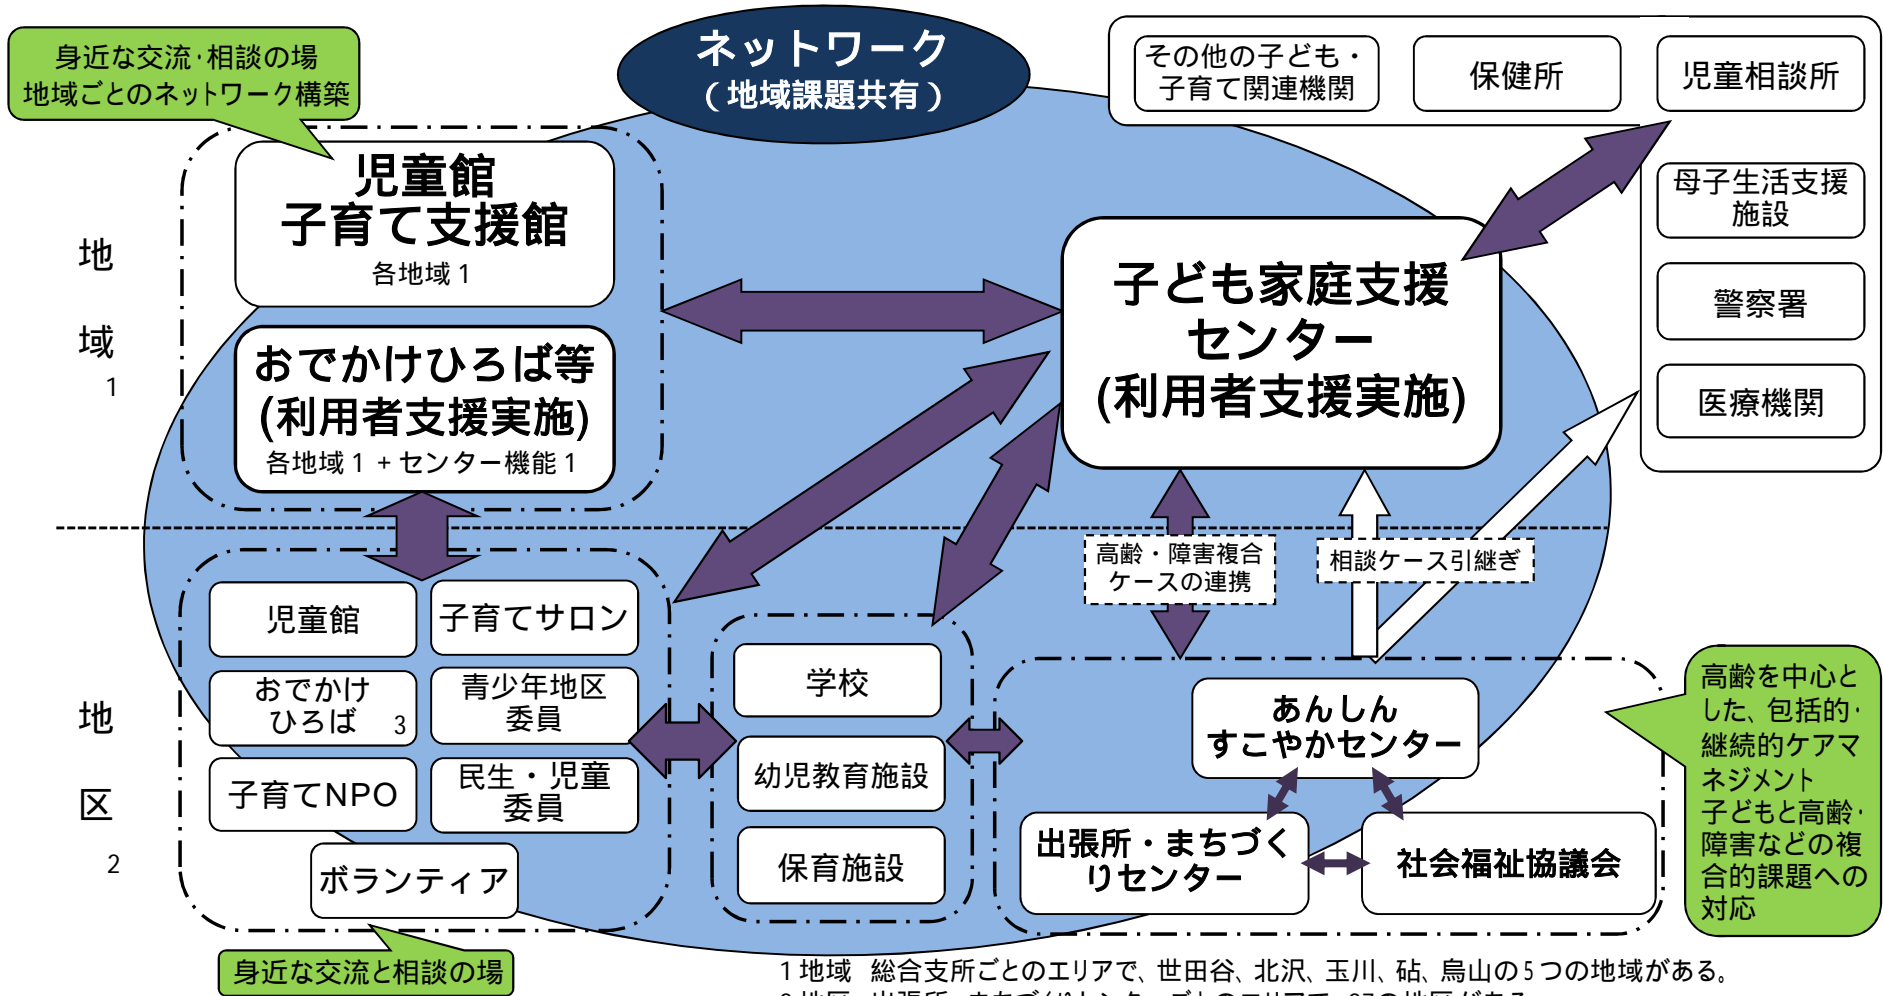 身近な交流・相談の場
地域ごとのネットワーク構築
ネットワーク
（地域課題共有）
その他の子ども・
子育て関連機関
保健所
児童相談所
母子生活支援
施設
警察署
医療機関
地
域
1
児童館
子育て支援館
各地域1
おでかけひろば等
(利用者支援実施)
各地域1+センター機能1
子ども家庭支援
センター
(利用者支援実施)
高齢・障害複合
ケースの連携
相談ケース引継ぎ
地
区
2
児童館
子育てサロン
おでかけ
ひろば 3
青少年地区
委員
子育てNPO
民生・児童
委員
ボランティア
身近な交流と相談の場
学校
幼児教育施設
保育施設
あんしん
すこやかセンター
出張所・まちづく
りセンター
社会福祉協議会
高齢を中心と
した、包括的・
継続的ケアマ
ネジメント
子どもと高齢・
障害などの複
合的課題への
対応
1地域 総合支所ごとのエリアで、世田谷、北沢、玉川、砧、烏山の5つの地域がある。